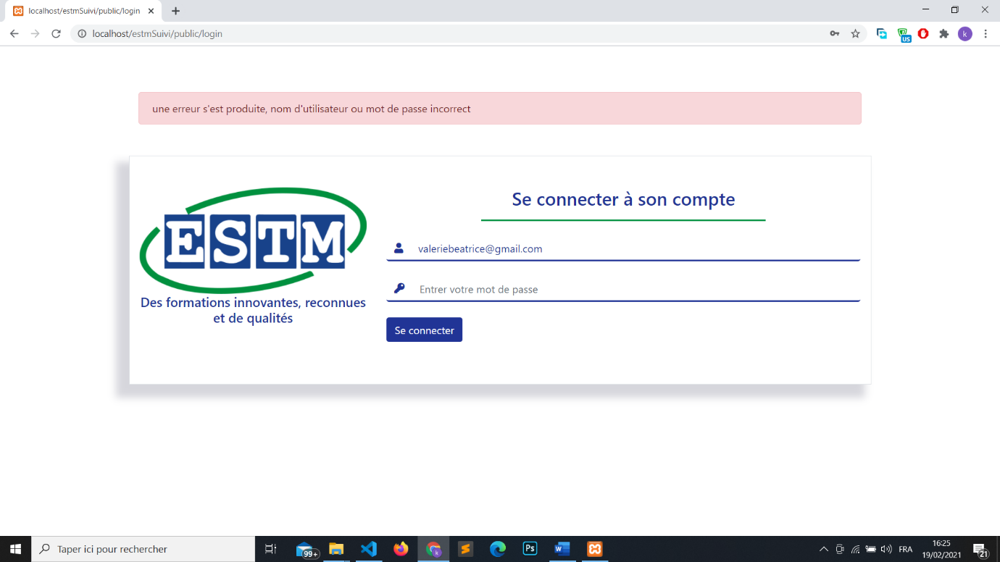 localhost/estmSuivi/public/login
localhost/estmSuivi/public/login
US
k
une erreur s'est produite, nom d'utilisateur ou mot de passe incorrect
Se connecter à son compte
ESTM
valeriebeatrice@gmail.com
Entrer votre mot de passe
Des formations innovantes, reconnues
et de qualités
Se connecter
Taper ici pour rechercher
99+
k
Ps
W
FRA
16:25
19/02/2021
21